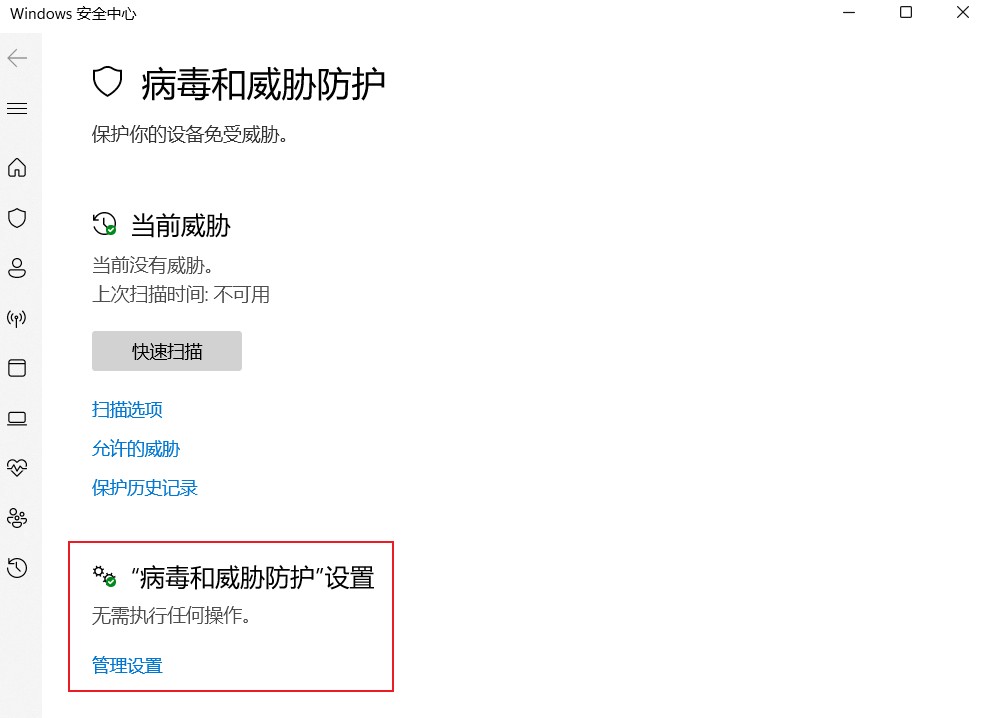 Windows 安全中心
病毒和威胁防护
保护你的设备免受威胁。
当前威胁
当前没有威胁。
上次扫描时间: 不可用
快速扫描
扫描选项
允许的威胁
保护历史记录
“病毒和威胁防护”设置
无需执行任何操作。
管理设置